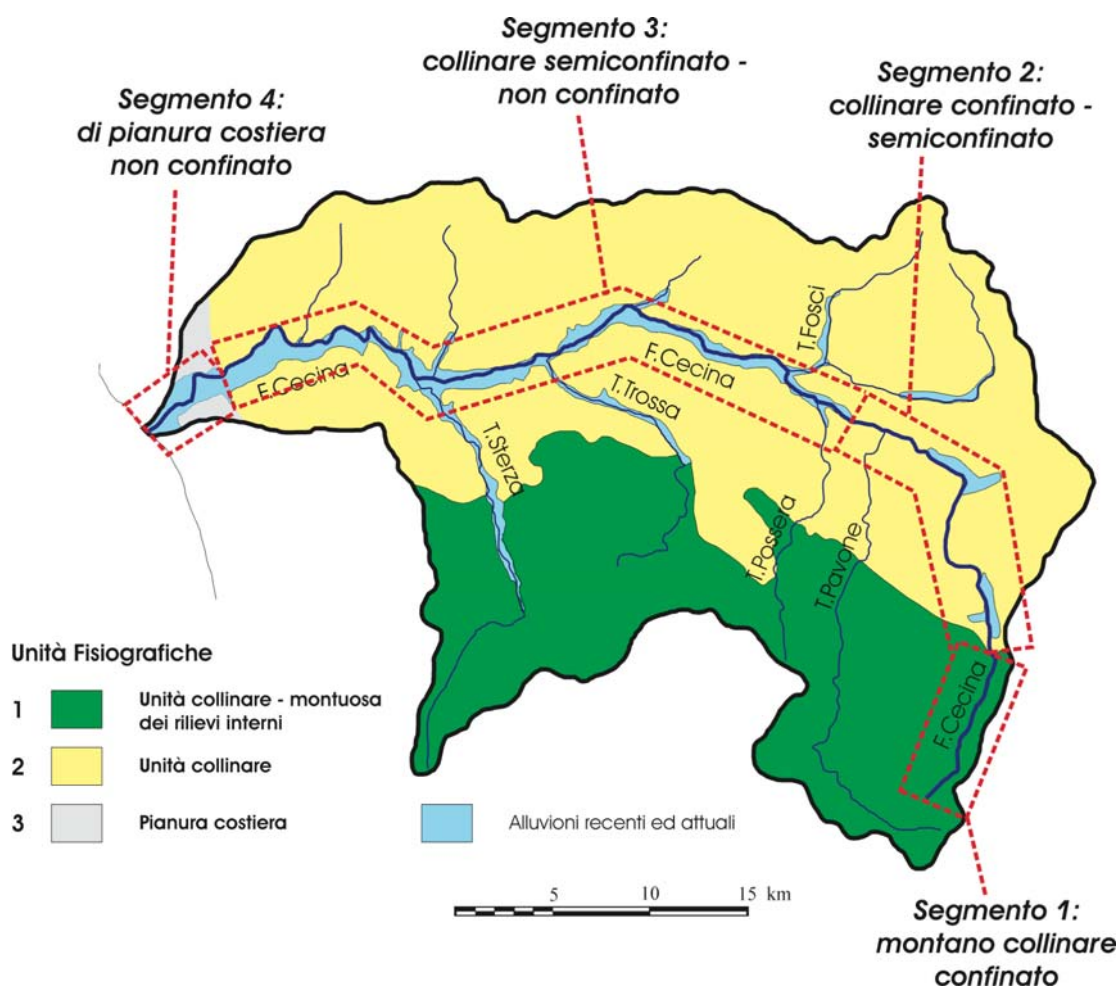 Segmento 3:
collinare semiconfinato -
non confinato
Segmento 2:
collinare confinato -
semiconfinato
Segmento 4:
di pianura costiera
non confinato
T.Fosci
F.Cecina
F.Cecina
T.Trossa
T.Sterza
T.Possera
T.Pavone
F.Cecina
Unità Fisiografiche
1 Unità collinare - montuosa
dei rilievi interni
2 Unità collinare
3 Pianura costiera
Alluvioni recenti ed attuali
5 10 15 km
Segmento 1:
montano collinare
confinato